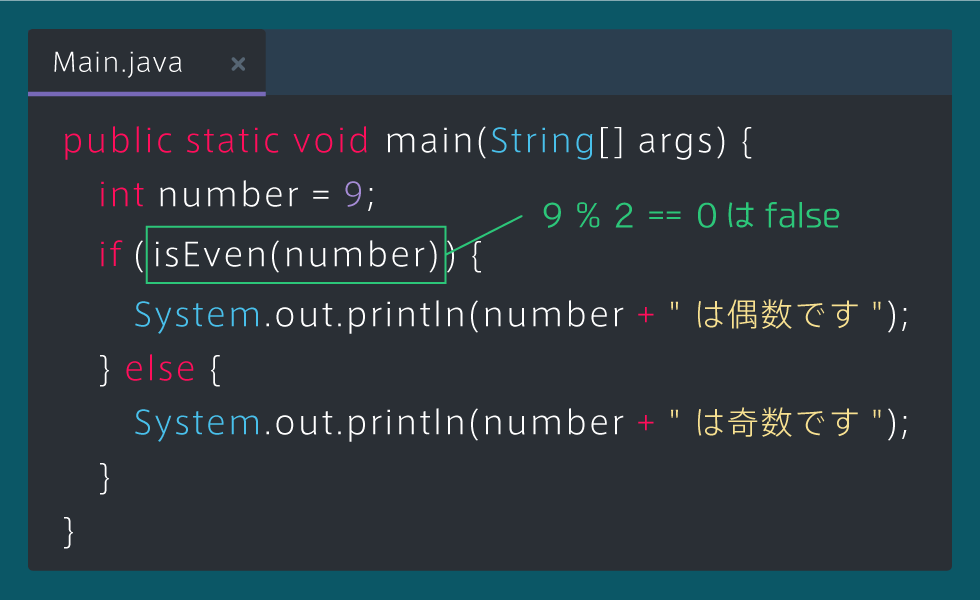 Main.java ×
public static void main(String[] args) {
int number = 9;
9 % 2 == 0 は false
if (isEven(number)) {
System.out.println(number + " は偶数です ");
} else {
System.out.println(number + " は奇数です ");
}
}